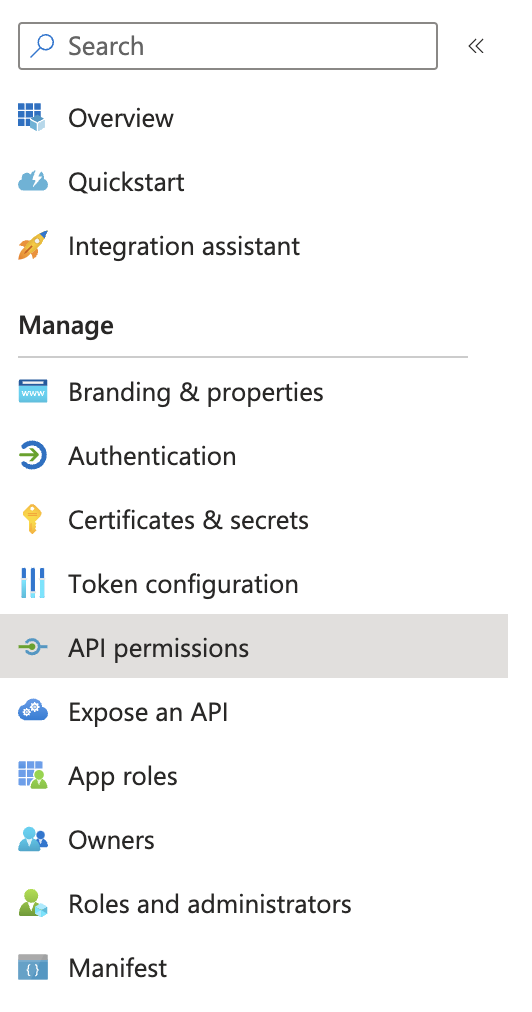 Search
Overview
Quickstart
Integration assistant
Manage
www
Branding & properties
Authentication
Certificates & secrets
Token configuration
API permissions
Expose an API
App roles
Owners
Roles and administrators
{ }
Manifest